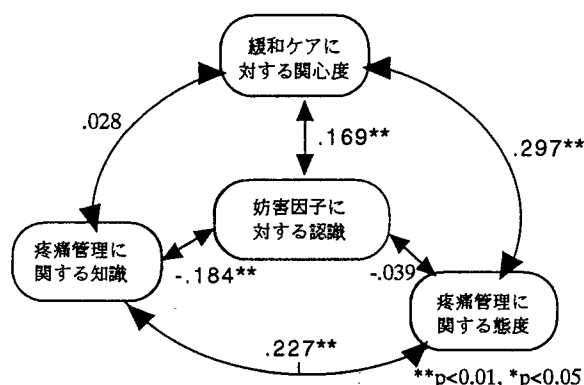 緩和ケアに
対する関心度
.028
.169**
.297**
妨害因子に
対する認識
疼痛管理に
関する知識
-.184**
-.039
疼痛管理に
関する態度
.227**
**p<0.01, *p<0.05